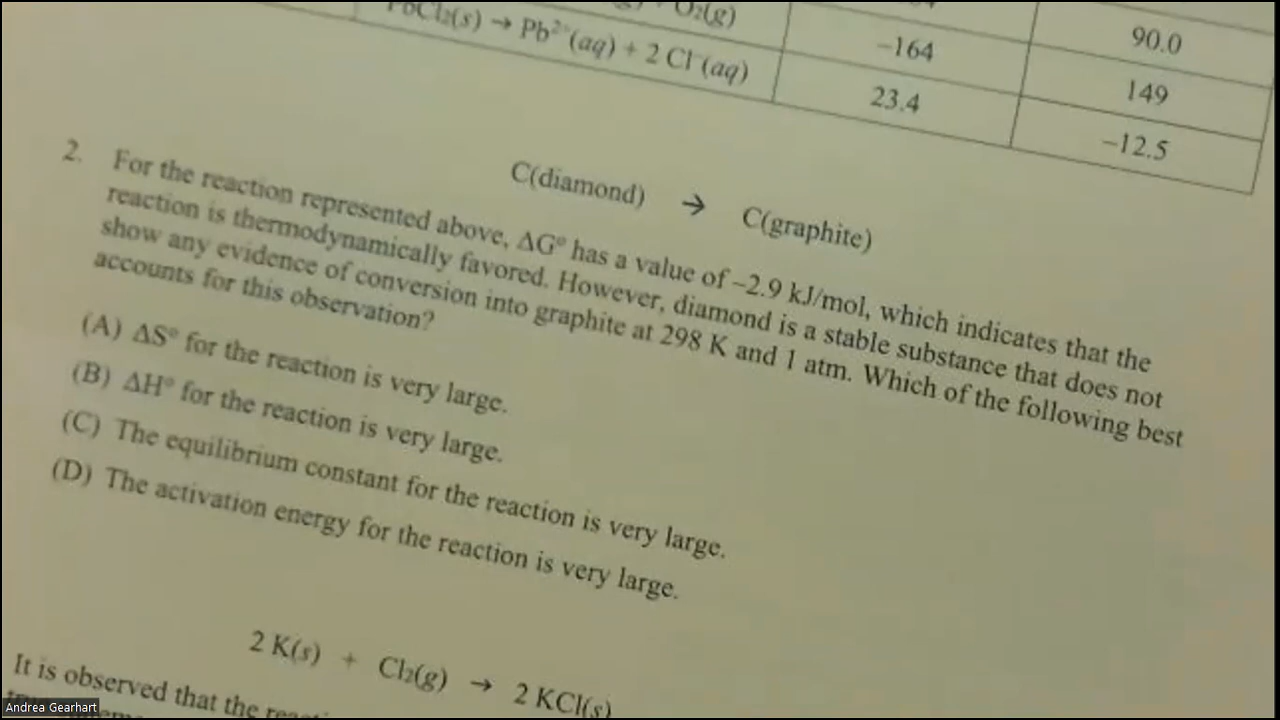 O₂(g)
−164
90.0
PbCl₂(s) → Pb²⁺(aq) + 2 Cl⁻(aq)
23.4
149
−12.5
C(diamond) → C(graphite)
2. For the reaction represented above, ΔG° has a value of −2.9 kJ/mol, which indicates that the
reaction is thermodynamically favored. However, diamond is a stable substance that does not
show any evidence of conversion into graphite at 298 K and 1 atm. Which of the following best
accounts for this observation?
(A) ΔS° for the reaction is very large.
(B) ΔH° for the reaction is very large.
(C) The equilibrium constant for the reaction is very large.
(D) The activation energy for the reaction is very large.
2 K(s) + Cl₂(g) → 2 KCl(s)
It is observed that the
Andrea Gearhart